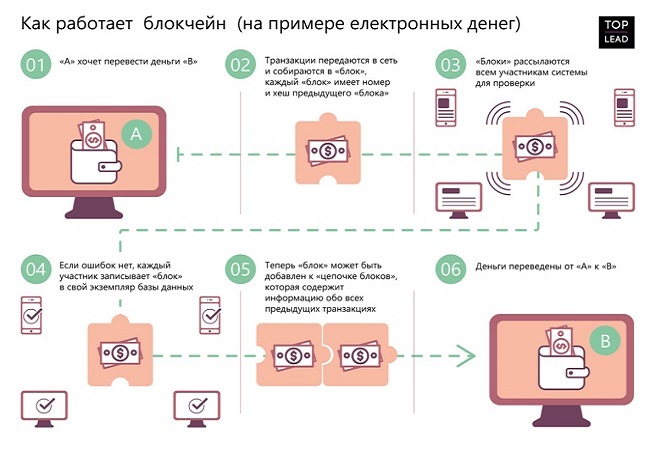 Как работает блокчейн (на примере електронных денег)
TOP
LEAD
01
«А» хочет перевести деньги «В»
02
Транзакции передаются в сеть
и собираются в «блок»,
каждый «блок» имеет номер
и хеш предыдущего «блока»
03
«Блоки» рассылаются
всем участникам системы
для проверки
A
04
Если ошибок нет, каждый
участник записывает «блок»
в свой экземпляр базы данных
05
Теперь «блок» может быть
добавлен к «цепочке блоков»,
которая содержит
информацию обо всех
предыдущих транзакциях
06
Деньги переведены от «А» к «В»
B